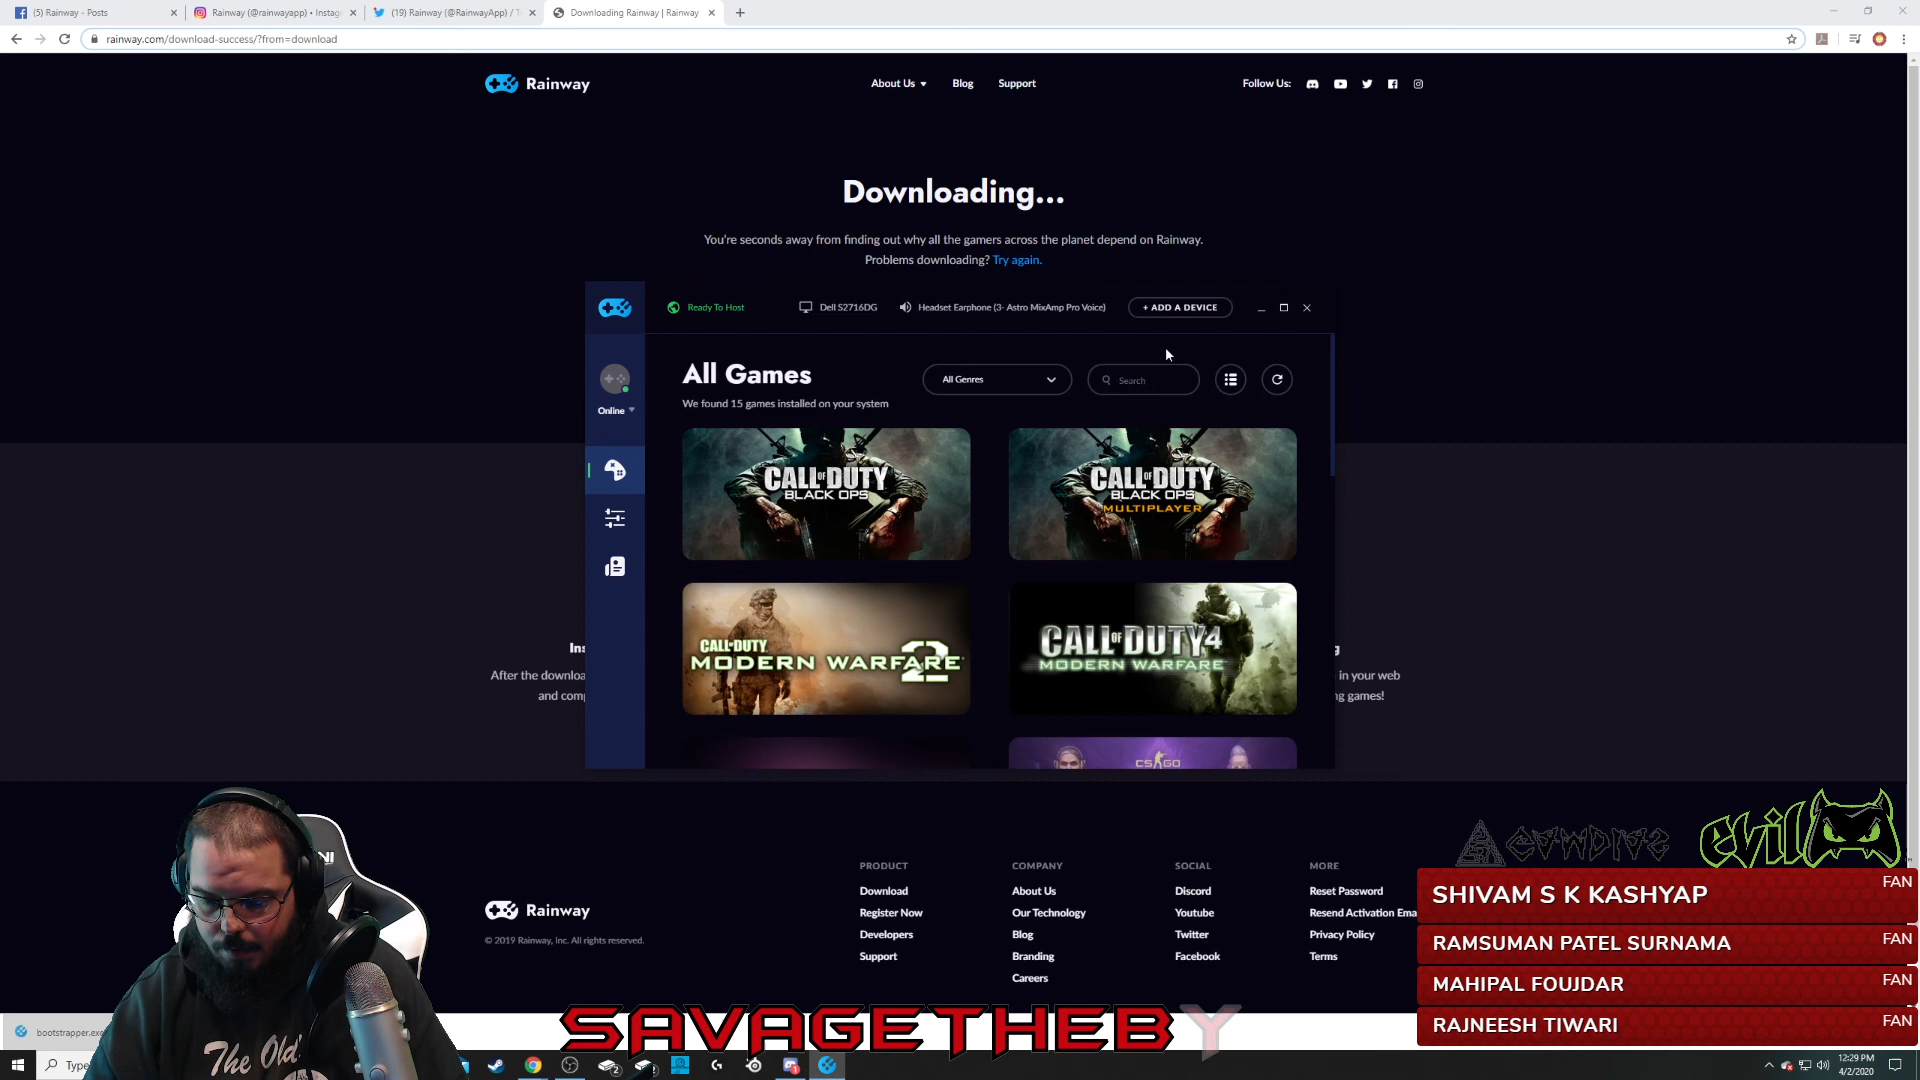 (5) Rainway - Posts
Rainway (@rainwayapp) • Instag
(19) Rainway (@RainwayApp) / T
Downloading Rainway | Rainway
rainway.com/download-success/?from=download
Rainway
About Us
Blog
Support
Follow Us:
Downloading...
You're seconds away from finding out why all the gamers across the planet depend on Rainway.
Problems downloading? Try again.
Ready To Host
Dell S2716DG
Headset Earphone (3- Astro MixAmp Pro Voice)
+ ADD A DEVICE
Online
All Games
We found 15 games installed on your system
All Genres
Search
CALL OF DUTY
BLACK OPS
CALL OF DUTY
BLACK OPS
MULTIPLAYER
CALL OF DUTY
MODERN WARFARE 2
CALL OF DUTY 4
MODERN WARFARE
CS GO
Ins
After the downloa
and comp
g
in your web
ng games!
Rainway
© 2019 Rainway, Inc. All rights reserved.
PRODUCT
Download
Register Now
Developers
Support
COMPANY
About Us
Our Technology
Blog
Branding
Careers
SOCIAL
Discord
Youtube
Twitter
Facebook
MORE
Reset Password
Resend Activation Ema
Privacy Policy
Terms
evil
SHIVAM S K KASHYAP
FAN
RAMSUMAN PATEL SURNAMA
FAN
MAHIPAL FOUJDAR
FAN
RAJNEESH TIWARI
FAN
SAVAGETHEBY
The Old
bootstrapper.exe
Type
12:29 PM
4/2/2020